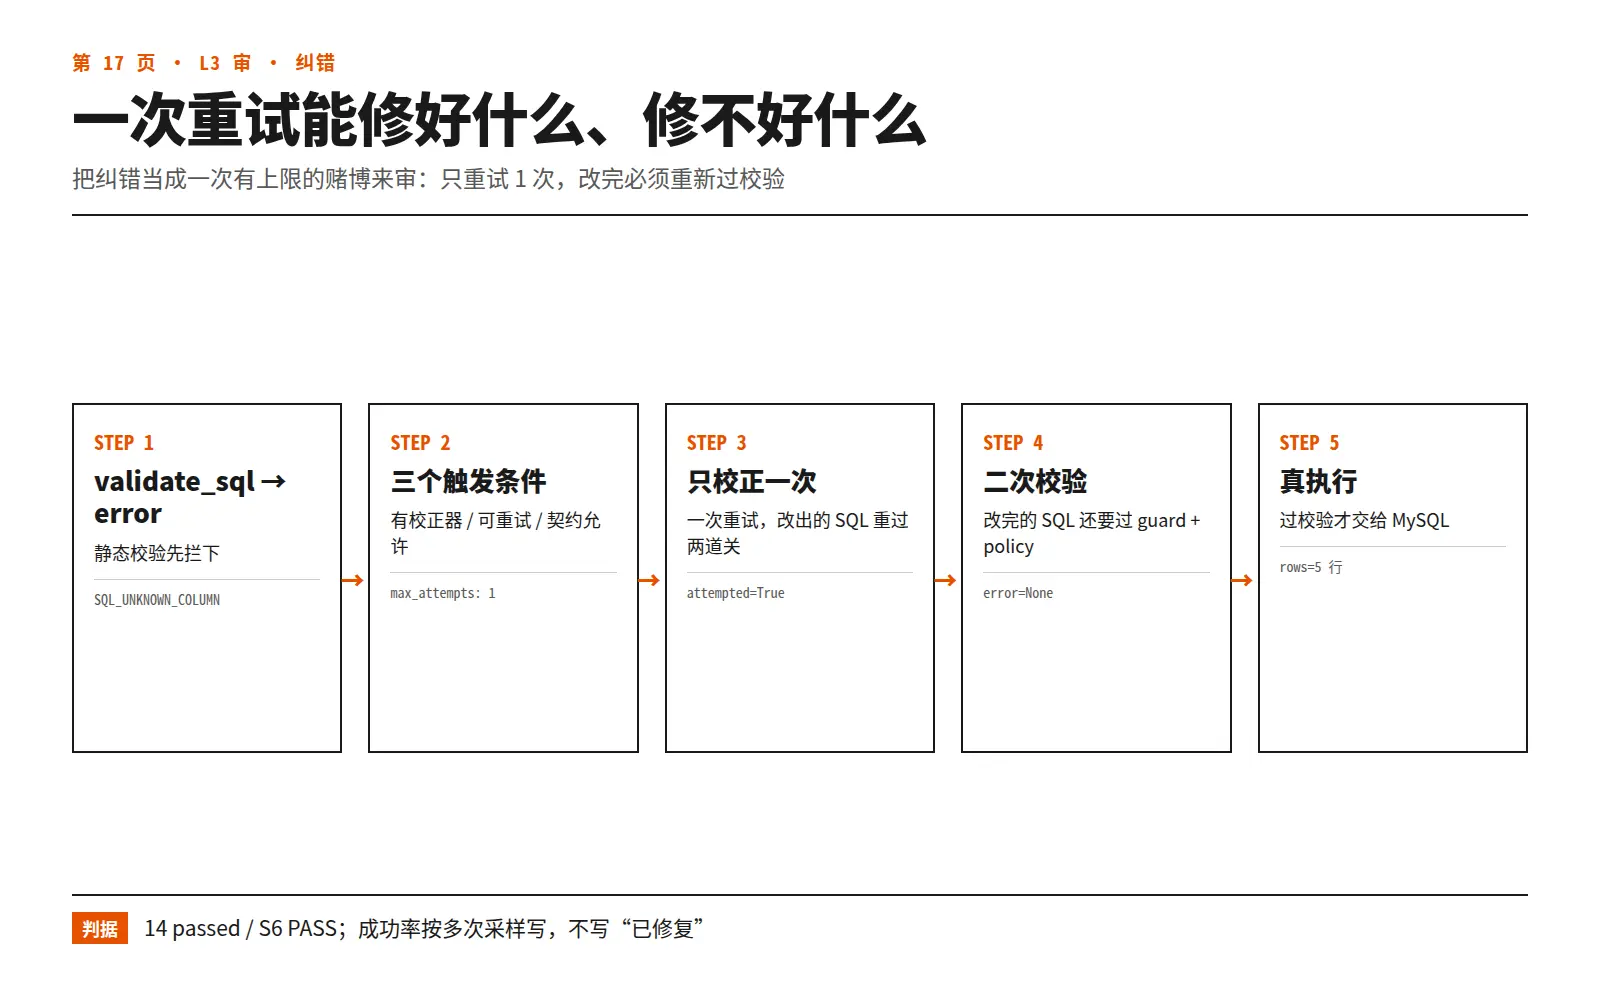 第 17 页 · L3 审 · 纠错
一次重试能修好什么、修不好什么
把纠错当成一次有上限的赌博来审：只重试 1 次，改完必须重新过校验
STEP 1
validate_sql →
error
静态校验先拦下
SQL_UNKNOWN_COLUMN
→
STEP 2
三个触发条件
有校正器 / 可重试 / 契约允
许
max_attempts: 1
→
STEP 3
只校正一次
一次重试，改出的 SQL 重过
两道关
attempted=True
→
STEP 4
二次校验
改完的 SQL 还要过 guard +
policy
error=None
→
STEP 5
真执行
过校验才交给 MySQL
rows=5 行
判据
14 passed / S6 PASS；成功率按多次采样写，不写“已修复”